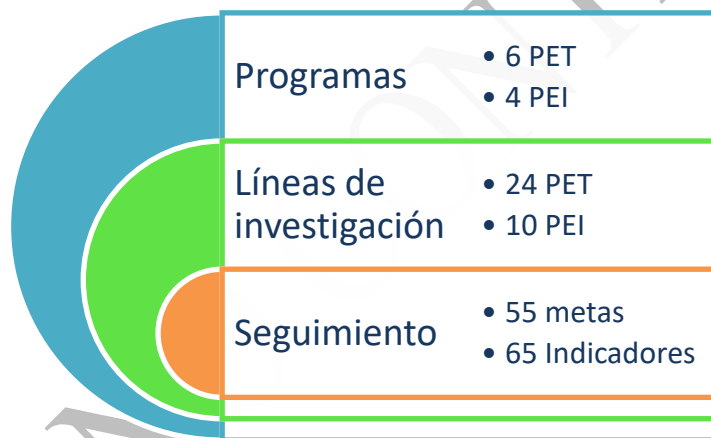 Programas
• 6 PET
• 4 PEI
Líneas de
investigación
• 24 PET
• 10 PEI
Seguimiento
• 55 metas
• 65 Indicadores